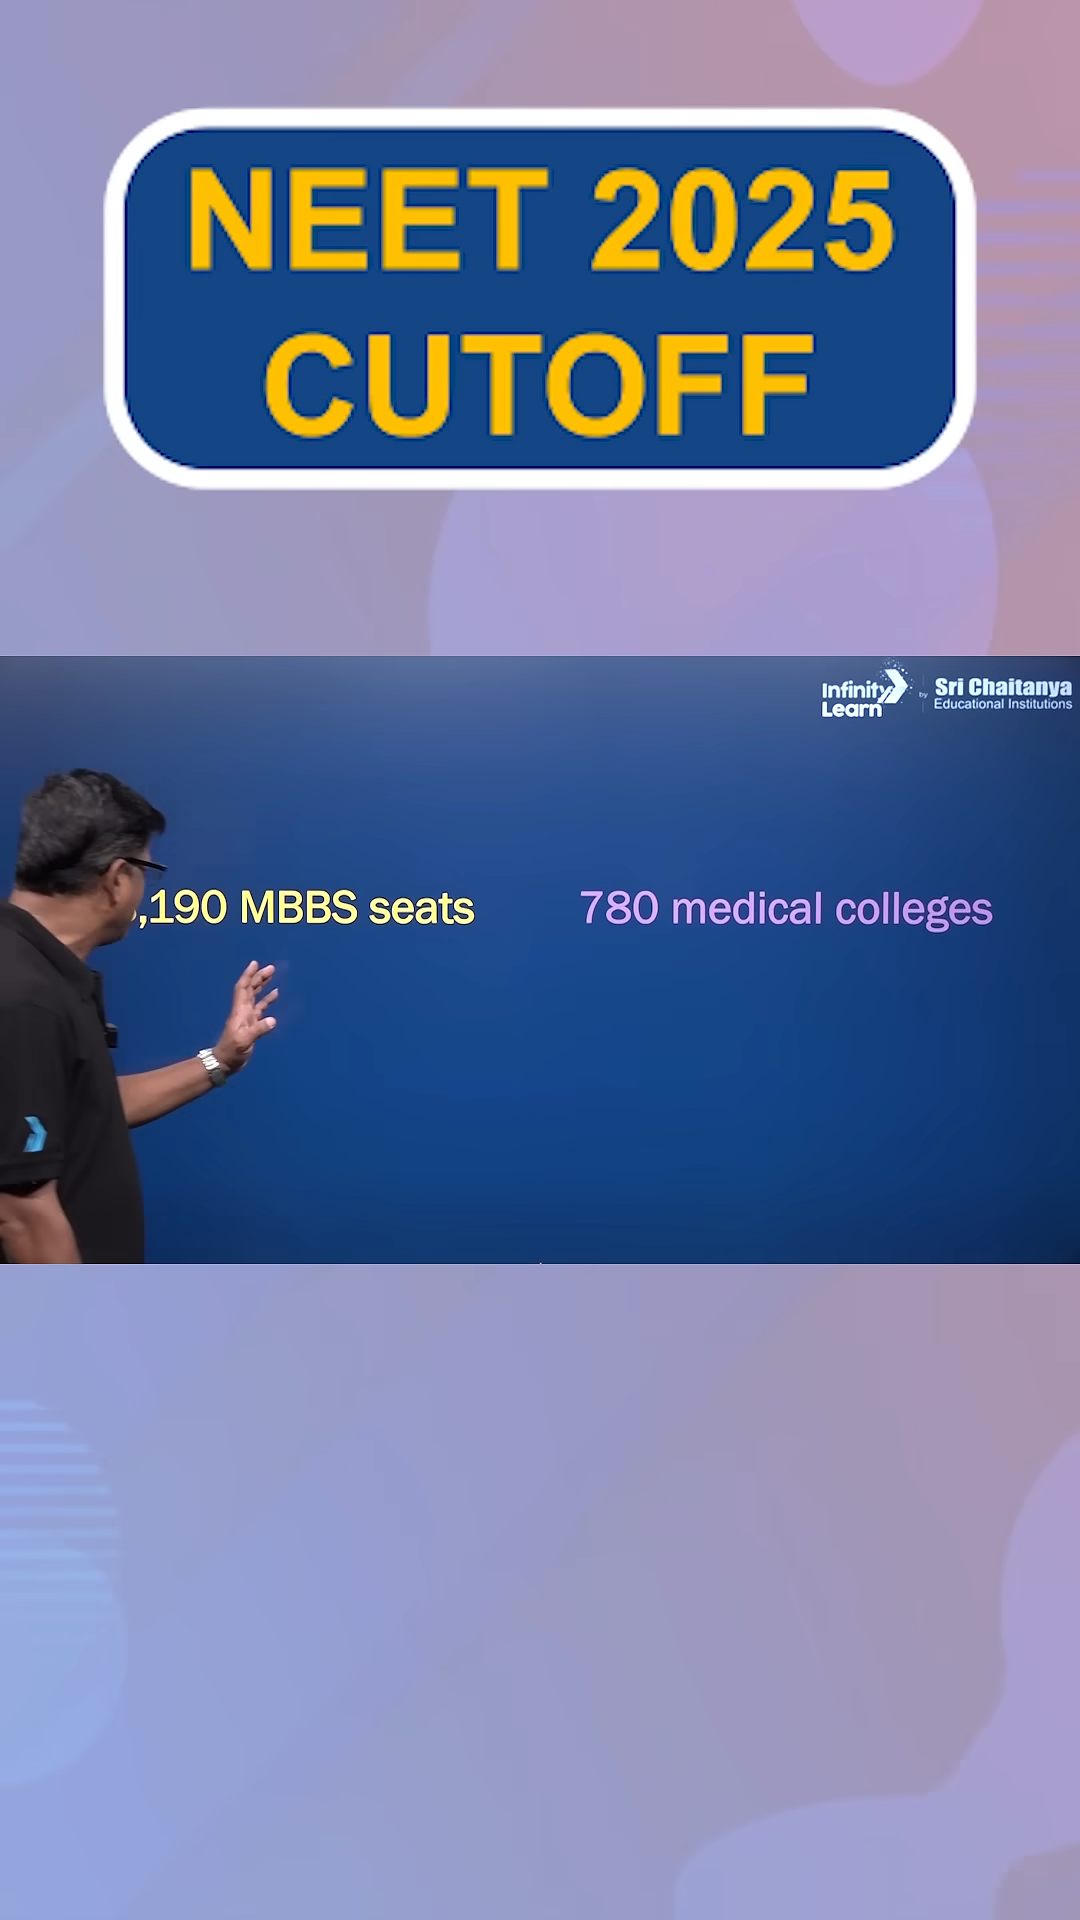 NEET 2025
CUTOFF
Infinity
Learn
by
Sri Chaitanya
Educational Institutions
,190 MBBS seats
780 medical colleges